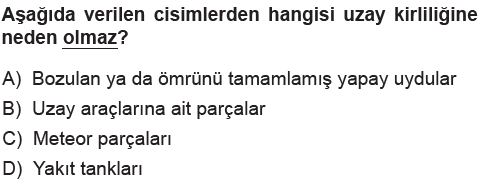 Aşağıda verilen cisimlerden hangisi uzay kirliliğine
neden olmaz?
A) Bozulan ya da ömrünü tamamlamış yapay uydular
B) Uzay araçlarına ait parçalar
C) Meteor parçaları
D) Yakıt tankları